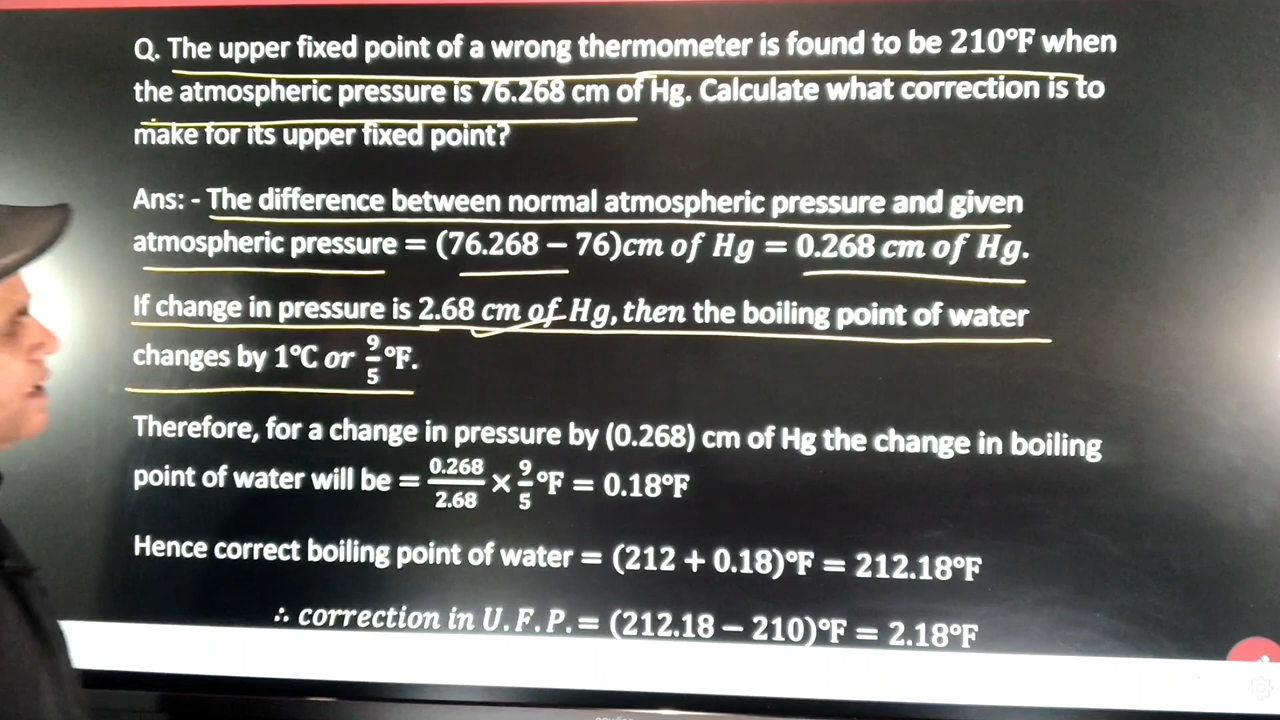 Q. The upper fixed point of a wrong thermometer is found to be 210°F when
the atmospheric pressure is 76.268 cm of Hg. Calculate what correction is to
make for its upper fixed point?
Ans: - The difference between normal atmospheric pressure and given
atmospheric pressure = (76.268 − 76)cm of Hg = 0.268 cm of Hg.
If change in pressure is 2.68 cm of Hg, then the boiling point of water
changes by 1°C or 9/5 °F.
Therefore, for a change in pressure by (0.268) cm of Hg the change in boiling
point of water will be = 0.268/2.68 × 9/5 °F = 0.18°F
Hence correct boiling point of water = (212 + 0.18)°F = 212.18°F
∴ correction in U.F.P. = (212.18 − 210)°F = 2.18°F